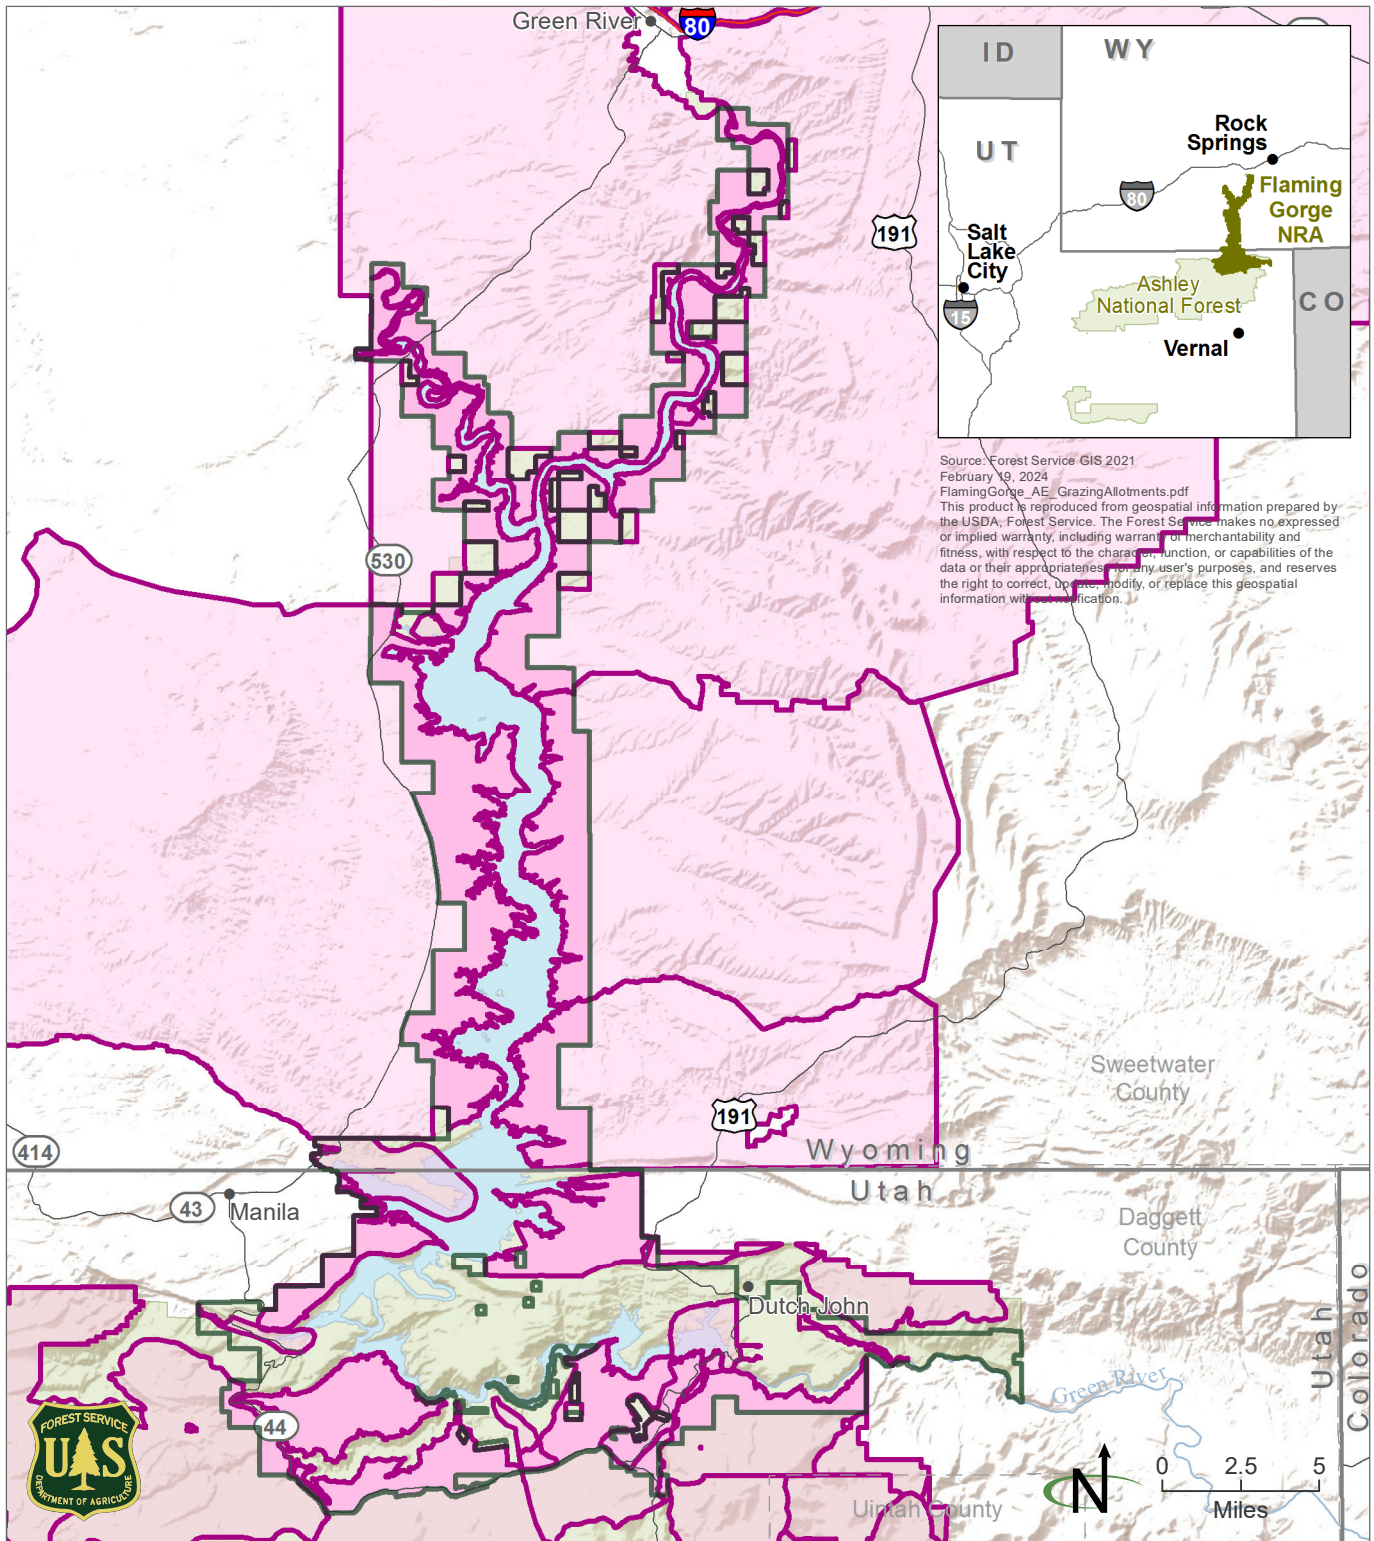 Green River
80
ID
WY
UT
Rock
Springs
80
Flaming
Gorge
NRA
Salt
Lake
City
15
Ashley
National Forest
CO
Vernal
191
Source: Forest Service GIS 2021
February 19, 2024
FlamingGorge_AE_GrazingAllotments.pdf
This product is reproduced from geospatial information prepared by
the USDA, Forest Service. The Forest Service makes no expressed
or implied warranty, including warranty of merchantability and
fitness, with respect to the character, function, or capabilities of the
data or their appropriateness for any user's purposes, and reserves
the right to correct, update, modify, or replace this geospatial
information without notification.
530
Sweetwater
County
191
Wyoming
Utah
414
43
Manila
Daggett
County
Dutch John
Utah
Colorado
Green River
44
FOREST SERVICE
U S
DEPARTMENT OF AGRICULTURE
Uintah County
N
0 2.5 5
Miles